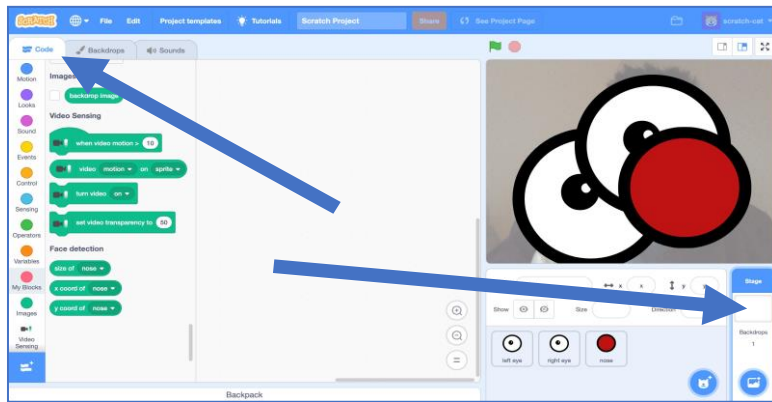 SCRATCH File Edit Project templates Tutorials Scratch Project Share See Project Page scratch-cat
Code Backdrops Sounds
Motion
Looks
Sound
Events
Control
Sensing
Operators
Variables
My Blocks
Images
Video
Sensing
Images
backdrop image
Video Sensing
when video motion > 10
video motion on sprite
turn video on
set video transparency to 50
Face detection
size of nose
x coord of nose
y coord of nose
Backpack
x x y y
Show Size Direction
left eye right eye nose
Stage
Backdrops
1